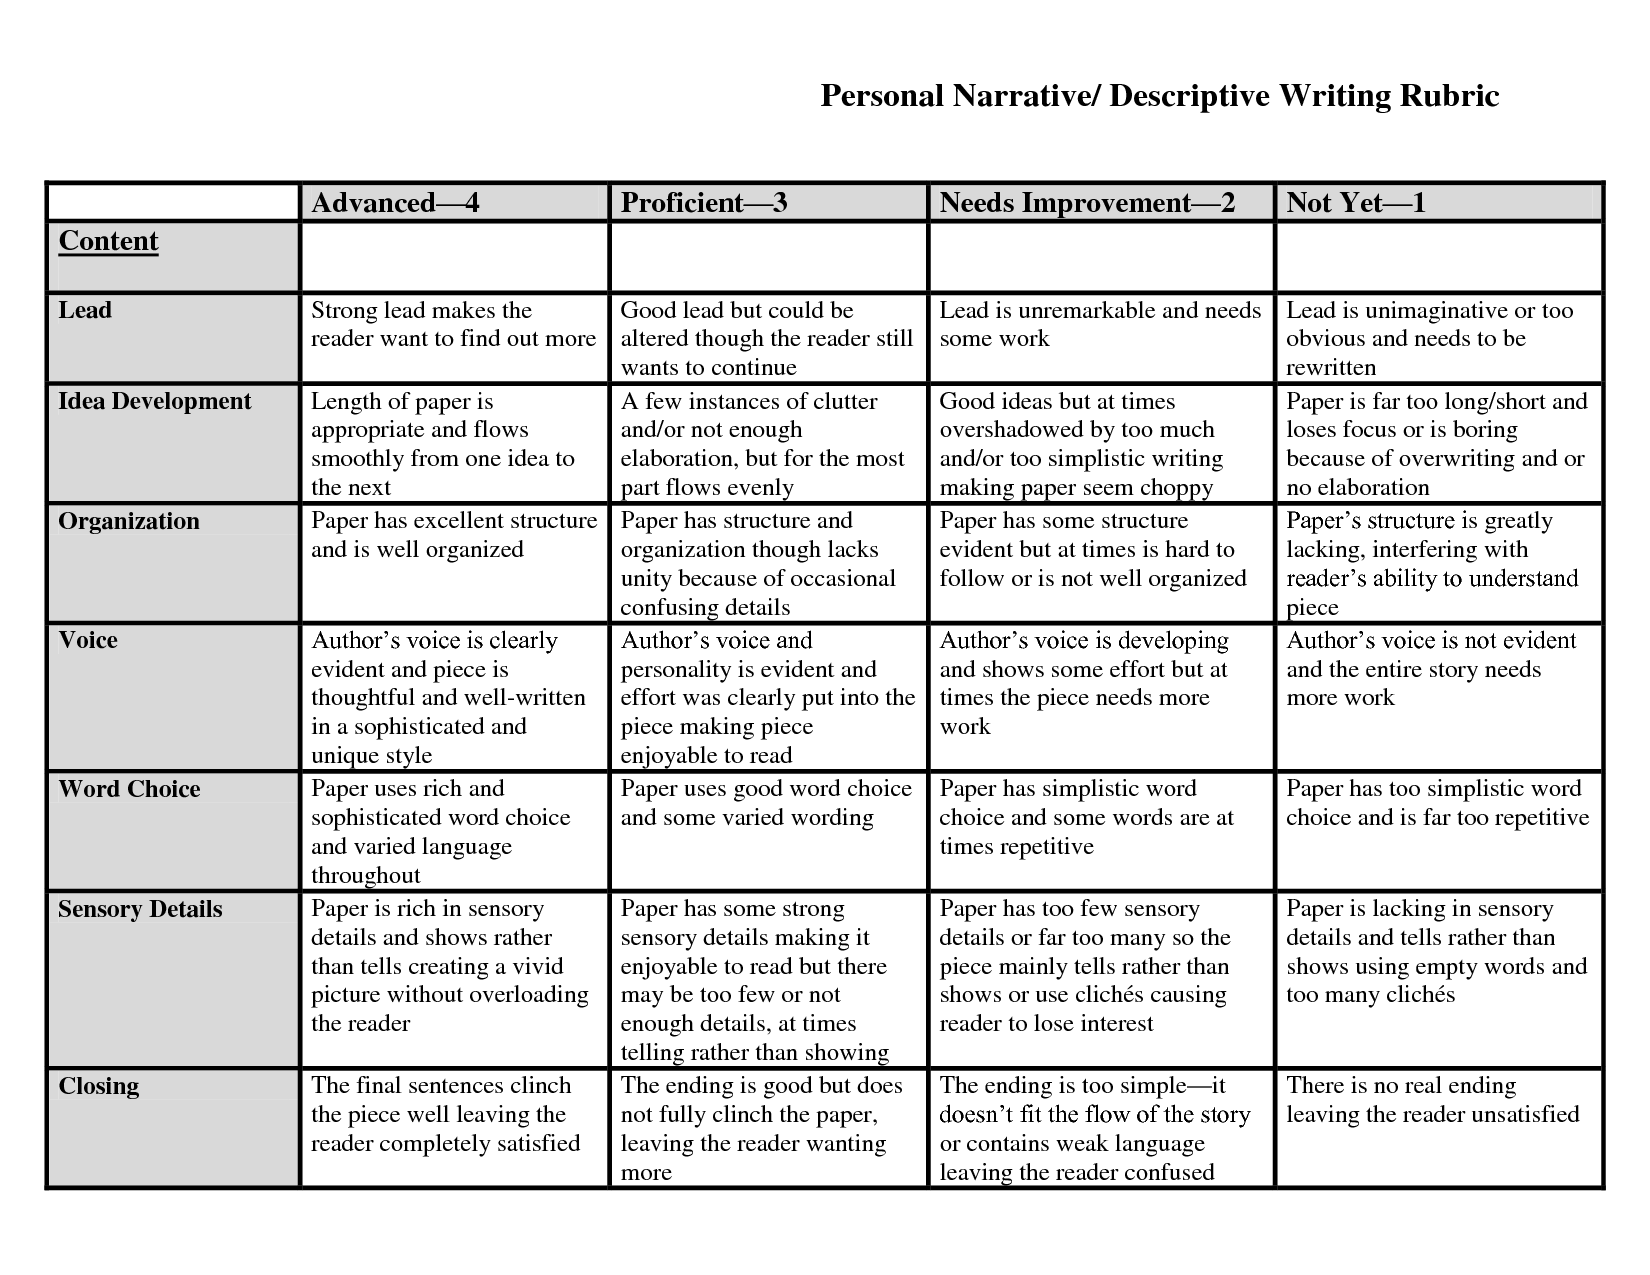 Personal Narrative/ Descriptive Writing Rubric
Advanced—4
Proficient—3
Needs Improvement—2
Not Yet—1
Content
Lead
Strong lead makes the
reader want to find out more
Good lead but could be
altered though the reader still
wants to continue
Lead is unremarkable and needs
some work
Lead is unimaginative or too
obvious and needs to be
rewritten
Idea Development
Length of paper is
appropriate and flows
smoothly from one idea to
the next
A few instances of clutter
and/or not enough
elaboration, but for the most
part flows evenly
Good ideas but at times
overshadowed by too much
and/or too simplistic writing
making paper seem choppy
Paper is far too long/short and
loses focus or is boring
because of overwriting and or
no elaboration
Organization
Paper has excellent structure
and is well organized
Paper has structure and
organization though lacks
unity because of occasional
confusing details
Paper has some structure
evident but at times is hard to
follow or is not well organized
Paper’s structure is greatly
lacking, interfering with
reader’s ability to understand
piece
Voice
Author’s voice is clearly
evident and piece is
thoughtful and well-written
in a sophisticated and
unique style
Author’s voice and
personality is evident and
effort was clearly put into the
piece making piece
enjoyable to read
Author’s voice is developing
and shows some effort but at
times the piece needs more
work
Author’s voice is not evident
and the entire story needs
more work
Word Choice
Paper uses rich and
sophisticated word choice
and varied language
throughout
Paper uses good word choice
and some varied wording
Paper has simplistic word
choice and some words are at
times repetitive
Paper has too simplistic word
choice and is far too repetitive
Sensory Details
Paper is rich in sensory
details and shows rather
than tells creating a vivid
picture without overloading
the reader
Paper has some strong
sensory details making it
enjoyable to read but there
may be too few or not
enough details, at times
telling rather than showing
Paper has too few sensory
details or far too many so the
piece mainly tells rather than
shows or use clichés causing
reader to lose interest
Paper is lacking in sensory
details and tells rather than
shows using empty words and
too many clichés
Closing
The final sentences clinch
the piece well leaving the
reader completely satisfied
The ending is good but does
not fully clinch the paper,
leaving the reader wanting
more
The ending is too simple—it
doesn’t fit the flow of the story
or contains weak language
leaving the reader confused
There is no real ending
leaving the reader unsatisfied